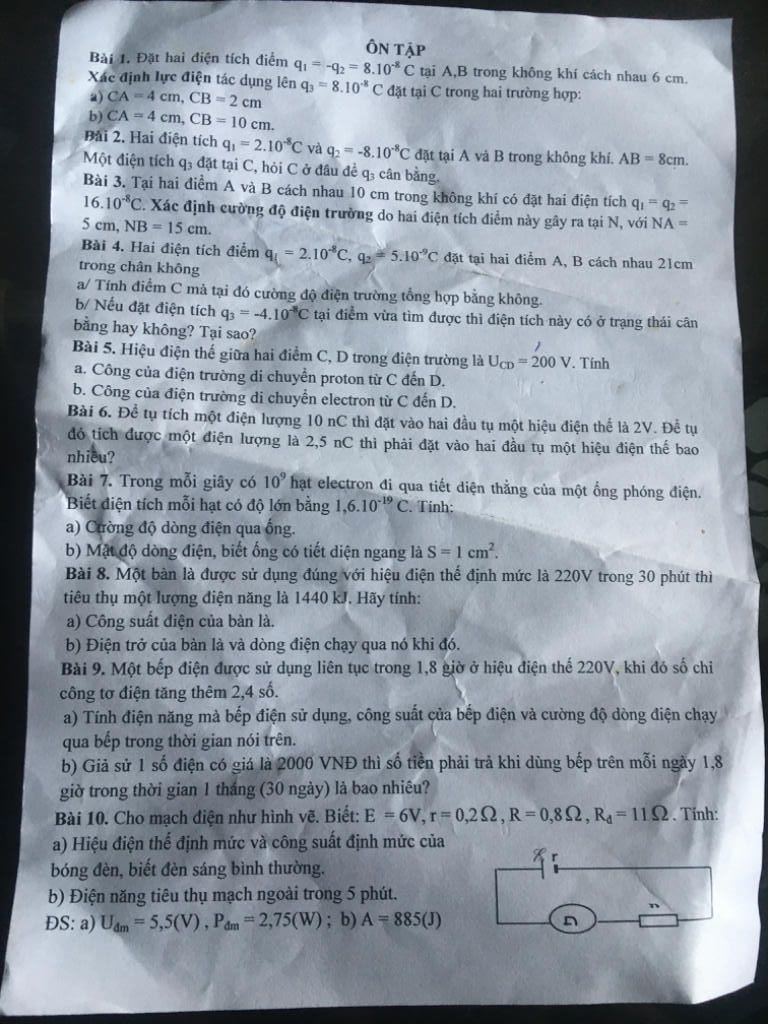 ÔN TẬP
Bài 1. Đặt hai điện tích điểm q₁ = -q₂ = 8.10⁻⁸ C tại A,B trong không khí cách nhau 6 cm.
Xác định lực điện tác dụng lên q₃ = 8.10⁻⁸ C đặt tại C trong hai trường hợp:
a) CA = 4 cm, CB = 2 cm
b) CA = 4 cm, CB = 10 cm.
Bài 2. Hai điện tích q₁ = 2.10⁻⁸C và q₂ = -8.10⁻⁸C đặt tại A và B trong không khí. AB = 8cm.
Một điện tích q₃ đặt tại C, hỏi C ở đâu để q₃ cân bằng.
Bài 3. Tại hai điểm A và B cách nhau 10 cm trong không khí có đặt hai điện tích q₁ = q₂ =
16.10⁻⁸C. Xác định cường độ điện trường do hai điện tích điểm này gây ra tại N, với NA =
5 cm, NB = 15 cm.
Bài 4. Hai điện tích điểm q₁ = 2.10⁻⁸C, q₂ = 5.10⁻⁹C đặt tại hai điểm A, B cách nhau 21cm
trong chân không
a/ Tính điểm C mà tại đó cường độ điện trường tổng hợp bằng không.
b/ Nếu đặt điện tích q₃ = -4.10⁻⁸C tại điểm vừa tìm được thì điện tích này có ở trạng thái cân
bằng hay không? Tại sao?
Bài 5. Hiệu điện thế giữa hai điểm C, D trong điện trường là U_CD = 200 V. Tính
a. Công của điện trường di chuyển proton từ C đến D.
b. Công của điện trường di chuyển electron từ C đến D.
Bài 6. Để tụ tích một điện lượng 10 nC thì đặt vào hai đầu tụ một hiệu điện thế là 2V. Để tụ
đó tích được một điện lượng là 2,5 nC thì phải đặt vào hai đầu tụ một hiệu điện thế bao
nhiêu?
Bài 7. Trong mỗi giây có 10⁹ hạt electron đi qua tiết diện thẳng của một ống phóng điện.
Biết điện tích mỗi hạt có độ lớn bằng 1,6.10⁻¹⁹ C. Tính:
a) Cường độ dòng điện qua ống.
b) Mật độ dòng điện, biết ống có tiết diện ngang là S = 1 cm².
Bài 8. Một bàn là được sử dụng đúng với hiệu điện thế định mức là 220V trong 30 phút thì
tiêu thụ một lượng điện năng là 1440 kJ. Hãy tính:
a) Công suất điện của bàn là.
b) Điện trở của bàn là và dòng điện chạy qua nó khi đó.
Bài 9. Một bếp điện được sử dụng liên tục trong 1,8 giờ ở hiệu điện thế 220V, khi đó số chỉ
công tơ điện tăng thêm 2,4 số.
a) Tính điện năng mà bếp điện sử dụng, công suất của bếp điện và cường độ dòng điện chạy
qua bếp trong thời gian nói trên.
b) Giả sử 1 số điện có giá là 2000 VNĐ thì số tiền phải trả khi dùng bếp trên mỗi ngày 1,8
giờ trong thời gian 1 tháng (30 ngày) là bao nhiêu?
Bài 10. Cho mạch điện như hình vẽ. Biết: E = 6V, r = 0,2Ω, R = 0,8Ω, R_đ = 11Ω. Tính:
a) Hiệu điện thế định mức và công suất định mức của
bóng đèn, biết đèn sáng bình thường.
b) Điện năng tiêu thụ mạch ngoài trong 5 phút.
ĐS: a) U_đm = 5,5(V) , P_đm = 2,75(W) ; b) A = 885(J)
r